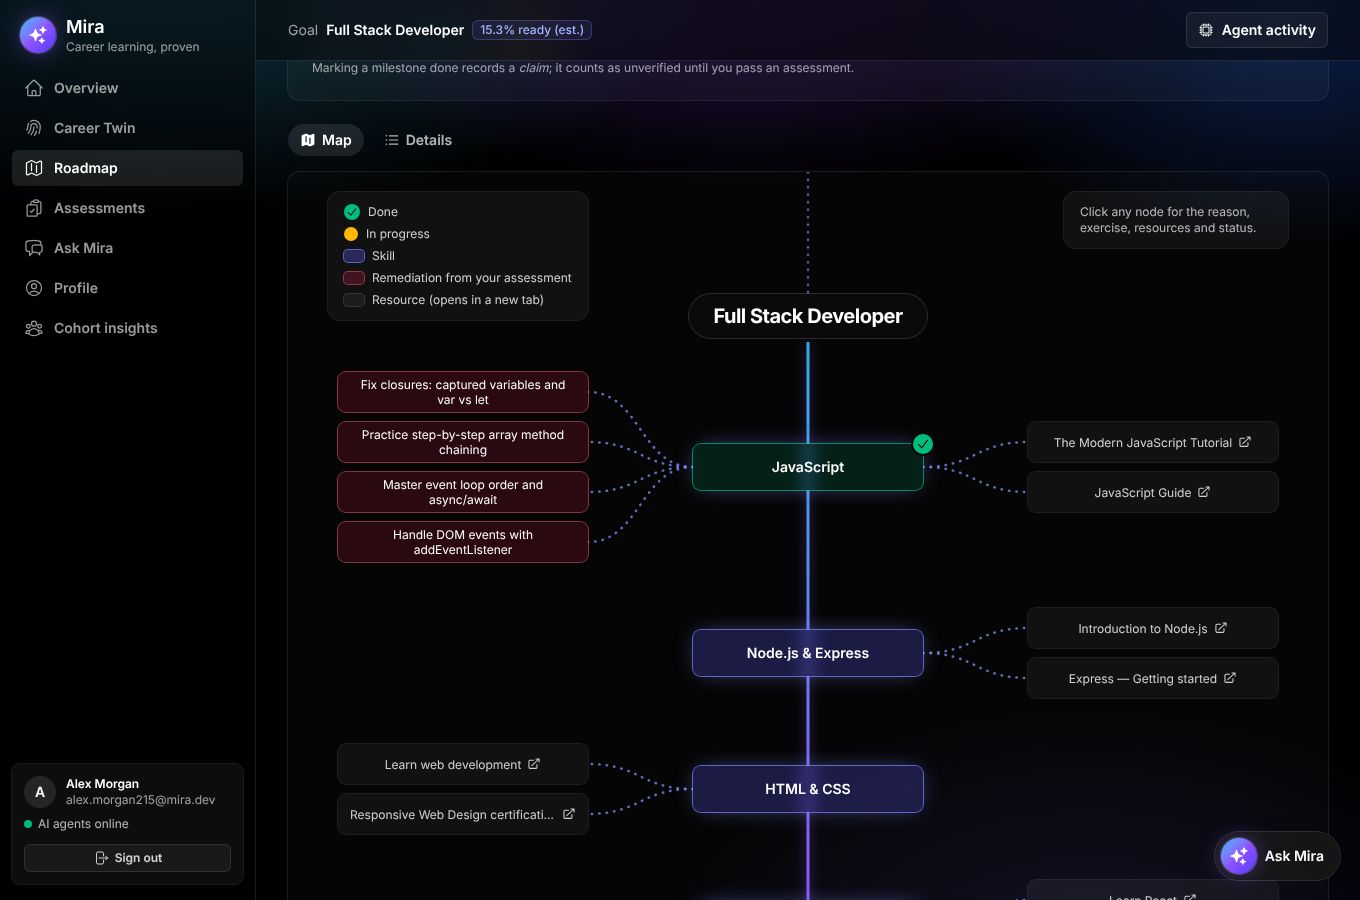 Mira
Career learning, proven
Overview
Career Twin
Roadmap
Assessments
Ask Mira
Profile
Cohort insights
A
Alex Morgan
alex.morgan215@mira.dev
AI agents online
Sign out
Goal Full Stack Developer 15.3% ready (est.)
Agent activity
Marking a milestone done records a claim; it counts as unverified until you pass an assessment.
Map
Details
Done
In progress
Skill
Remediation from your assessment
Resource (opens in a new tab)
Click any node for the reason,
exercise, resources and status.
Full Stack Developer
Fix closures: captured variables and
var vs let
Practice step-by-step array method
chaining
Master event loop order and
async/await
Handle DOM events with
addEventListener
JavaScript
The Modern JavaScript Tutorial
JavaScript Guide
Node.js & Express
Introduction to Node.js
Express — Getting started
Learn web development
Responsive Web Design certificati...
HTML & CSS
Ask Mira
Learn React